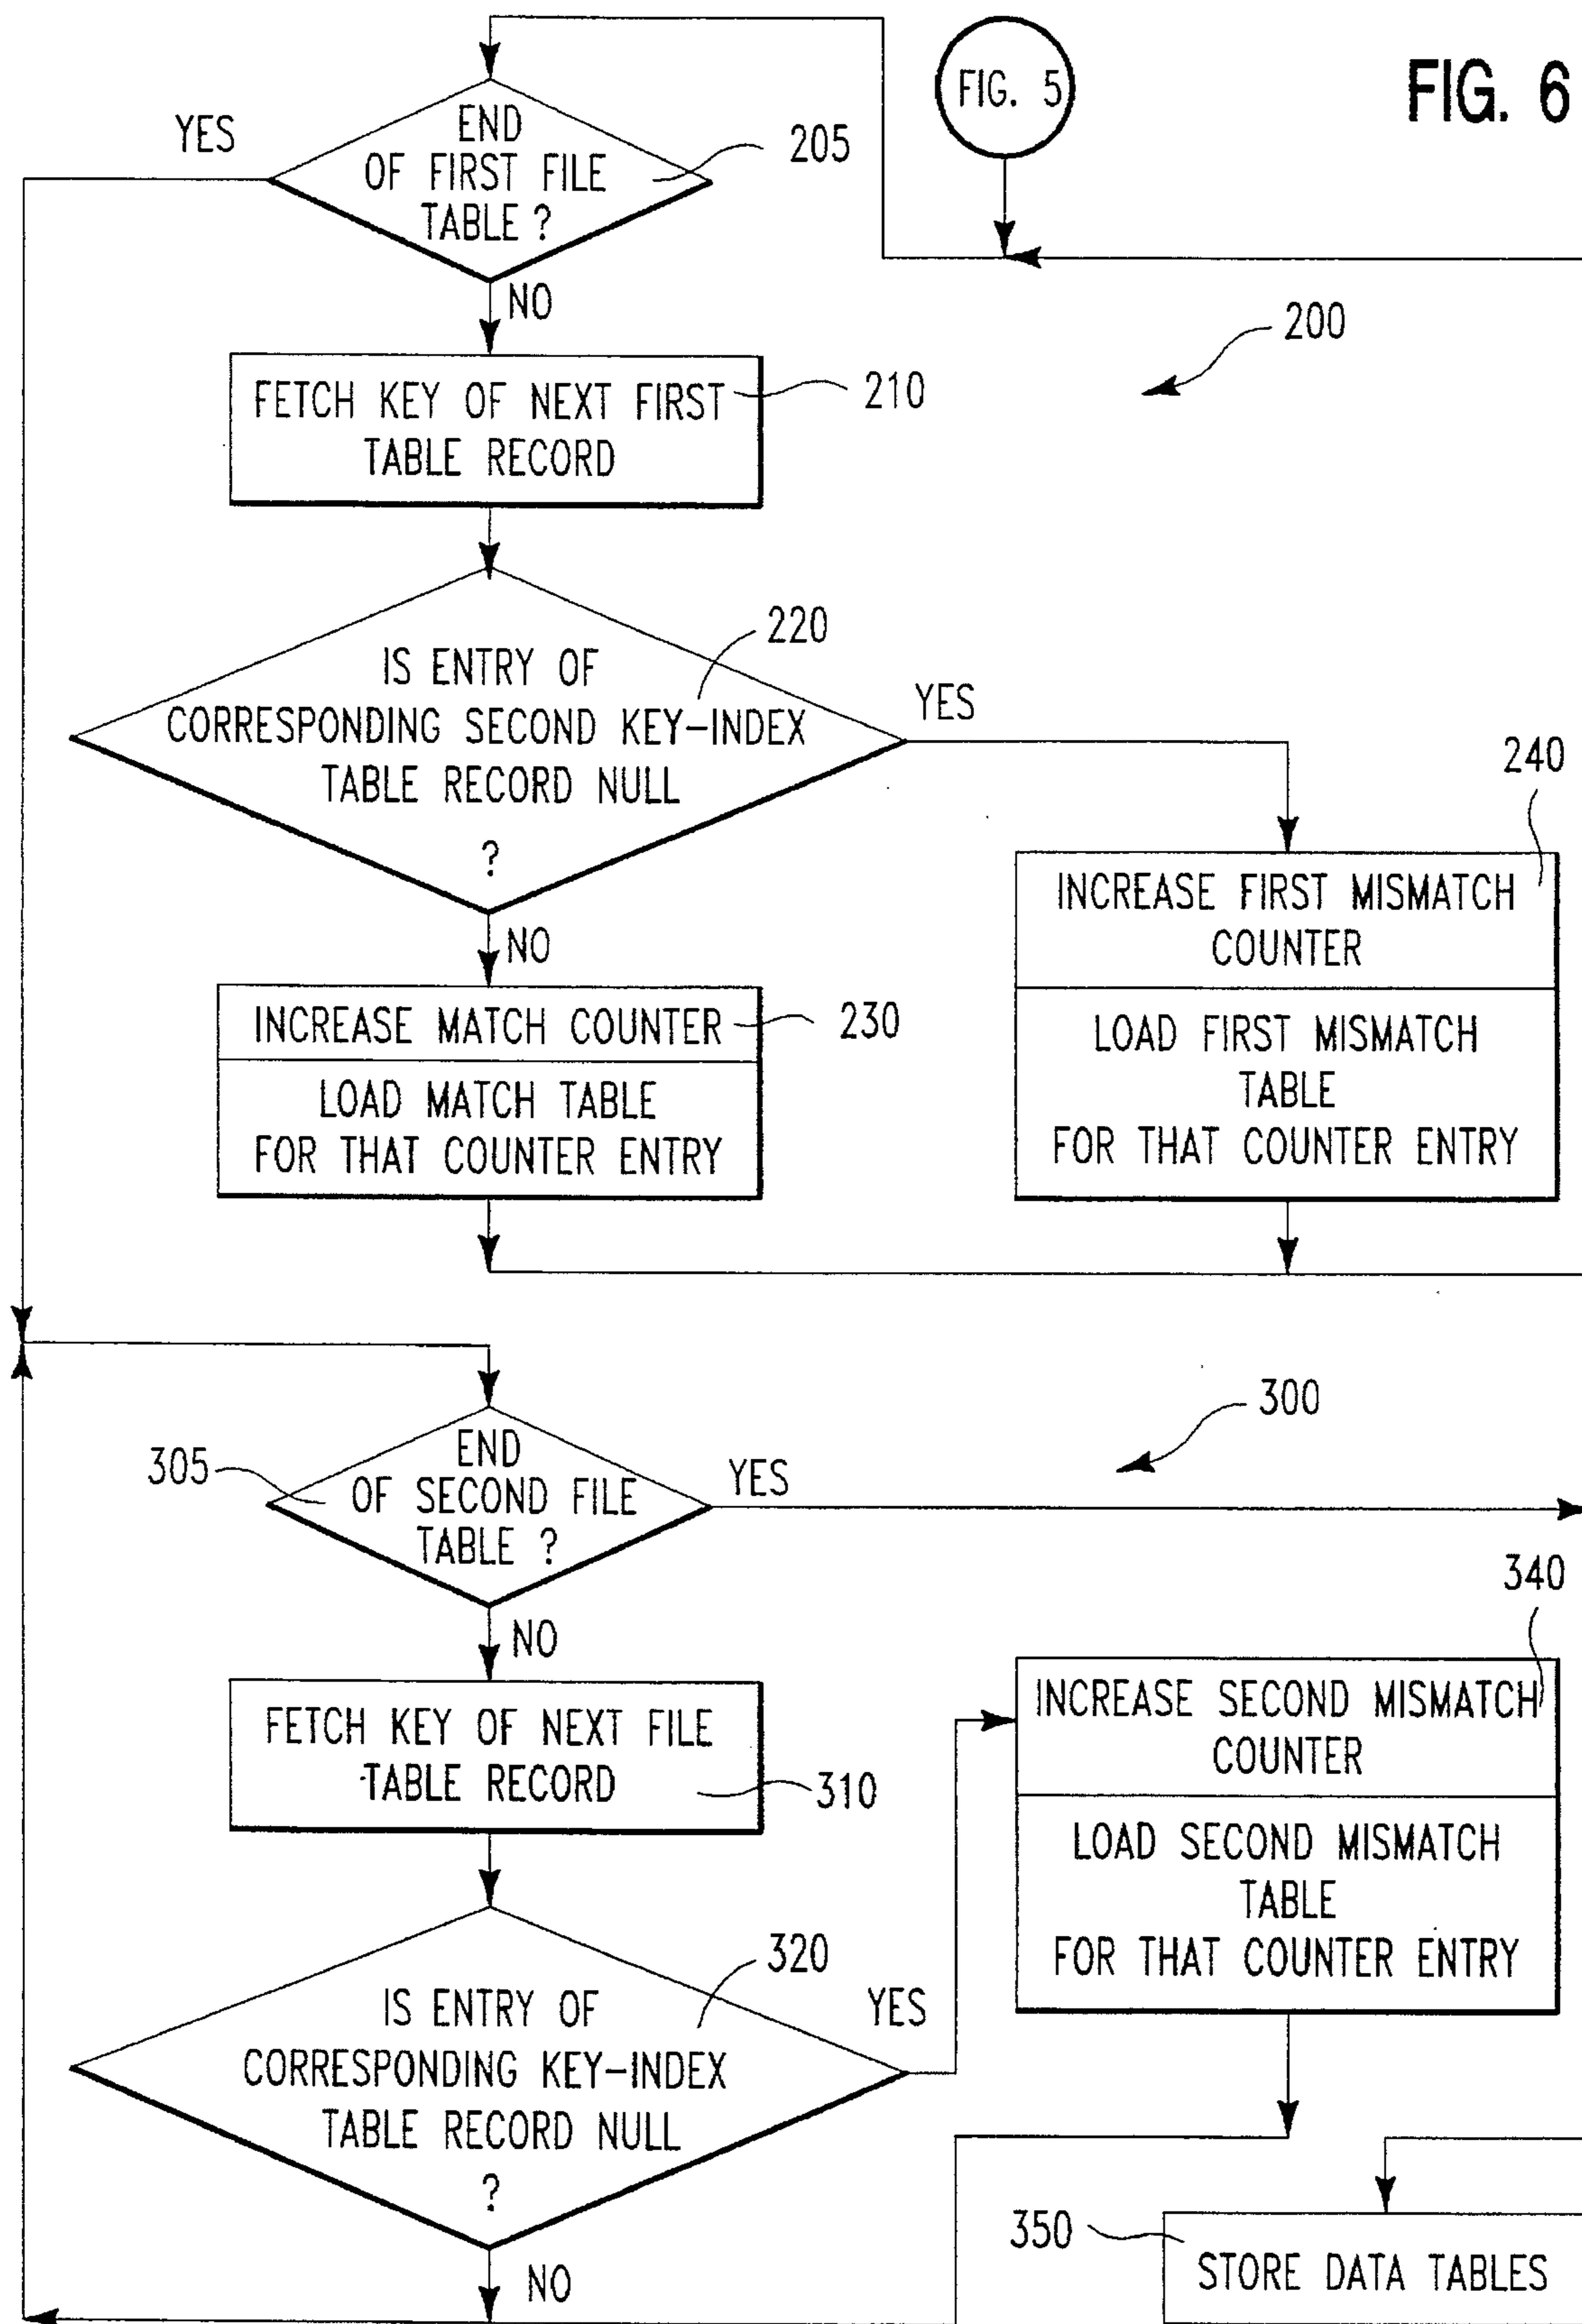 FIG. 6
FIG. 5
YES
END
OF FIRST FILE
TABLE ?
205
NO
200
FETCH KEY OF NEXT FIRST
TABLE RECORD
210
220
IS ENTRY OF
CORRESPONDING SECOND KEY-INDEX
TABLE RECORD NULL
?
YES
240
NO
INCREASE FIRST MISMATCH
COUNTER
LOAD FIRST MISMATCH
TABLE
FOR THAT COUNTER ENTRY
INCREASE MATCH COUNTER
230
LOAD MATCH TABLE
FOR THAT COUNTER ENTRY
300
305
END
OF SECOND FILE
TABLE ?
YES
NO
340
FETCH KEY OF NEXT FILE
TABLE RECORD
310
INCREASE SECOND MISMATCH
COUNTER
LOAD SECOND MISMATCH
TABLE
FOR THAT COUNTER ENTRY
320
IS ENTRY OF
CORRESPONDING KEY-INDEX
TABLE RECORD NULL
?
YES
NO
350
STORE DATA TABLES